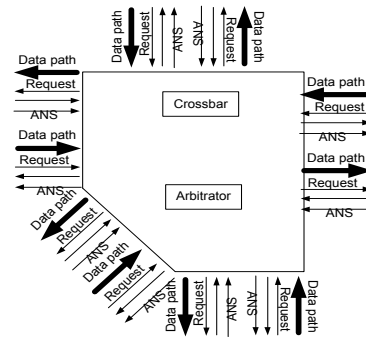 Data path
Request
ANS
ANS
Request
Data path
Data path
Request
ANS
Data path
Request
ANS
Crossbar
Arbitrator
Data path
Request
ANS
Data path
Request
ANS
Data path
Request
ANS
Data path
Request
ANS
Data path
Request
ANS
ANS
Request
Data path